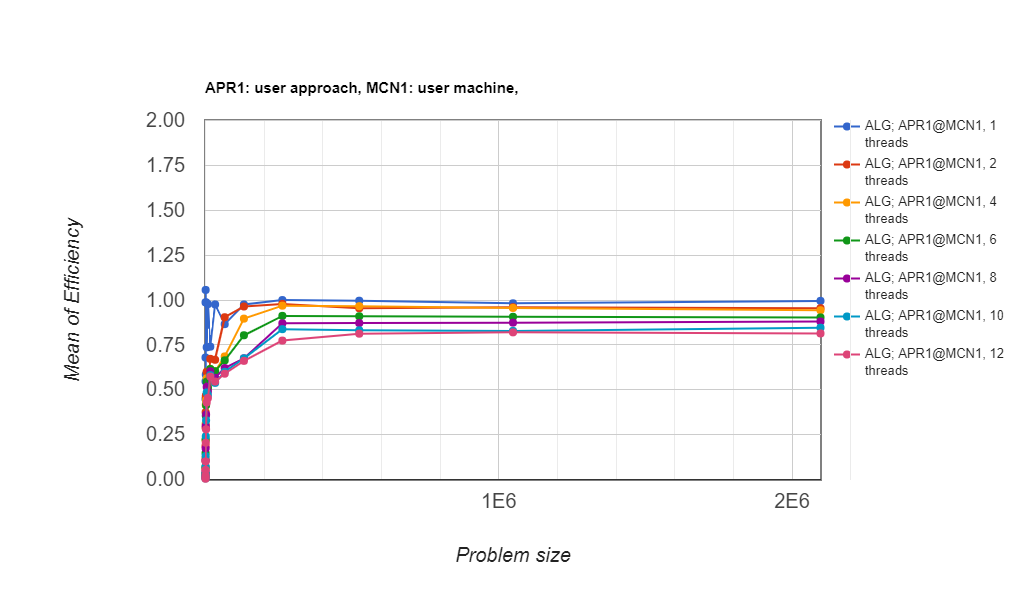 APR1: user approach, MCN1: user machine,
2.00
1.75
1.50
1.25
1.00
0.75
0.50
0.25
0.00
Mean of Efficiency
1E6
2E6
Problem size
ALG; APR1@MCN1, 1
threads
ALG; APR1@MCN1, 2
threads
ALG; APR1@MCN1, 4
threads
ALG; APR1@MCN1, 6
threads
ALG; APR1@MCN1, 8
threads
ALG; APR1@MCN1, 10
threads
ALG; APR1@MCN1, 12
threads